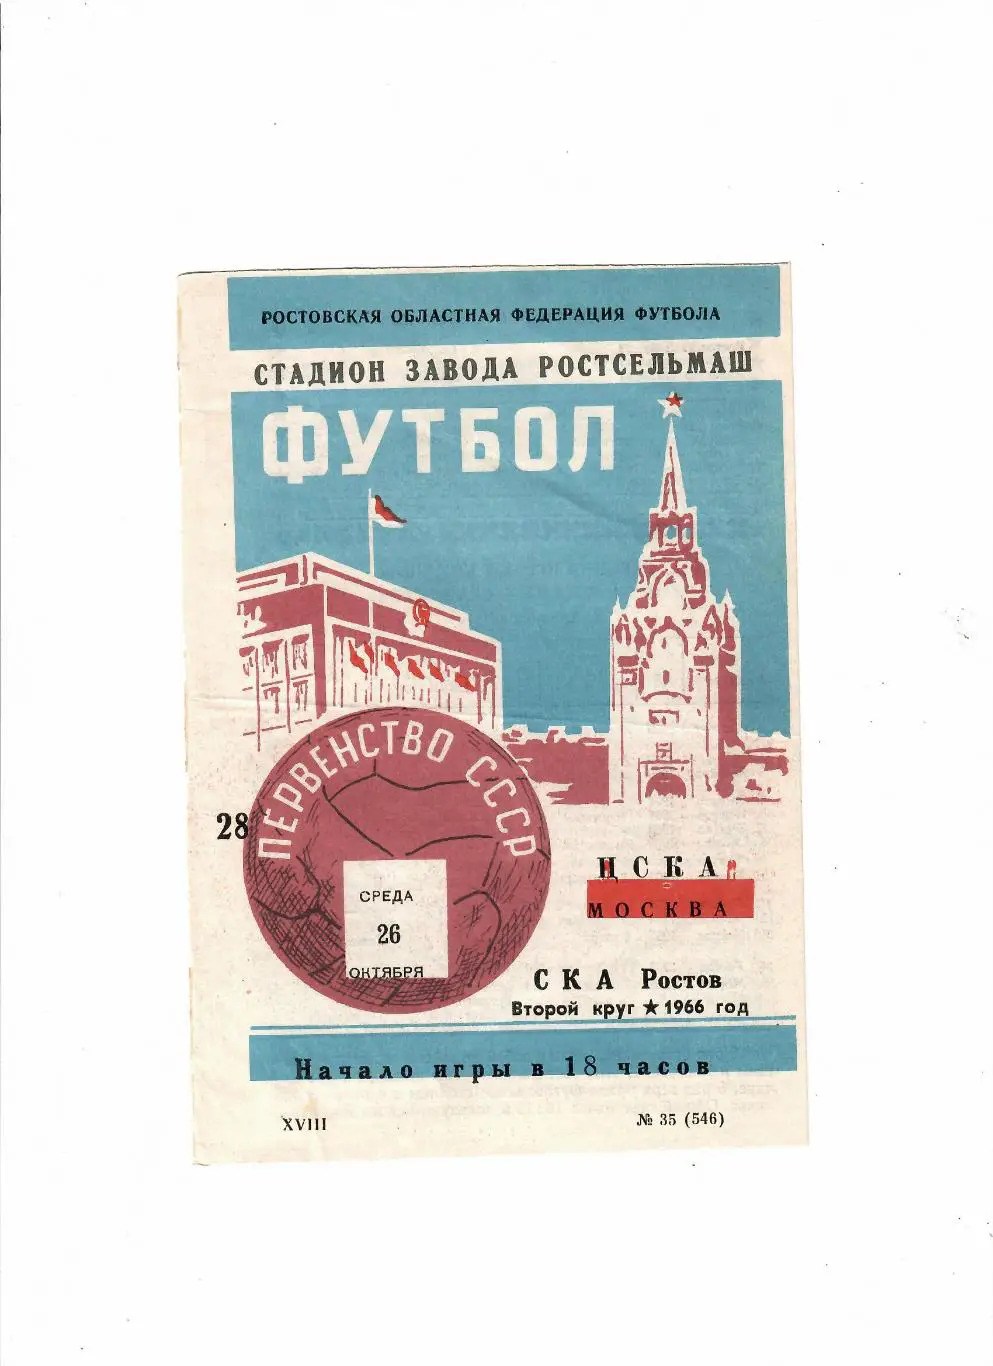 РОСТОВСКАЯ ОБЛАСТНАЯ ФЕДЕРАЦИЯ ФУТБОЛА
СТАДИОН ЗАВОДА РОСТСЕЛЬМАШ
ФУТБОЛ
ПЕРВЕНСТВО СССР
28
СРЕДА
26
ОКТЯБРЯ
ЦСКА
МОСКВА
СКА Ростов
Второй круг ★ 1966 год
Начало игры в 18 часов
XVIII
№ 35 (546)